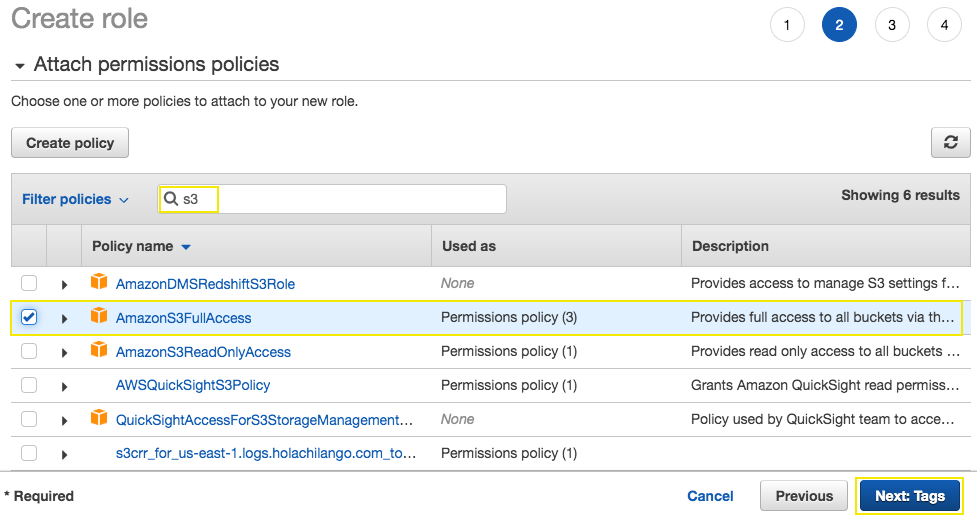 Create role
1 2 3 4
Attach permissions policies
Choose one or more policies to attach to your new role.
Create policy
Filter policies s3 Showing 6 results
Policy name Used as Description
AmazonDMSRedshiftS3Role None Provides access to manage S3 settings f...
AmazonS3FullAccess Permissions policy (3) Provides full access to all buckets via th...
AmazonS3ReadOnlyAccess Permissions policy (1) Provides read only access to all buckets ...
AWSQuickSightS3Policy Permissions policy (1) Grants Amazon QuickSight read permiss...
QuickSightAccessForS3StorageManagement... None Policy used by QuickSight team to acce...
s3crr_for_us-east-1.logs.holachilango.com_to... Permissions policy (1)
* Required Cancel Previous Next: Tags